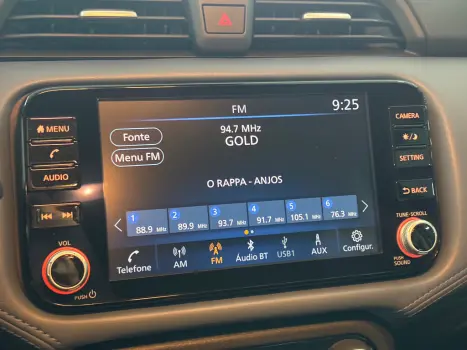 FM 9:25
MENU
Fonte
94.7 MHz
GOLD
Menu FM
AUDIO
O RAPPA - ANJOS
1 2 3 4 5 6
88.9 MHz 89.9 MHz 93.7 MHz 91.7 MHz 105.1 MHz 76.3 MHz
Telefone AM FM Áudio BT USB1 AUX Configur.
VOL
PUSH
CAMERA
SETTING
BACK
TUNE·SCROLL
PUSH
SOUND